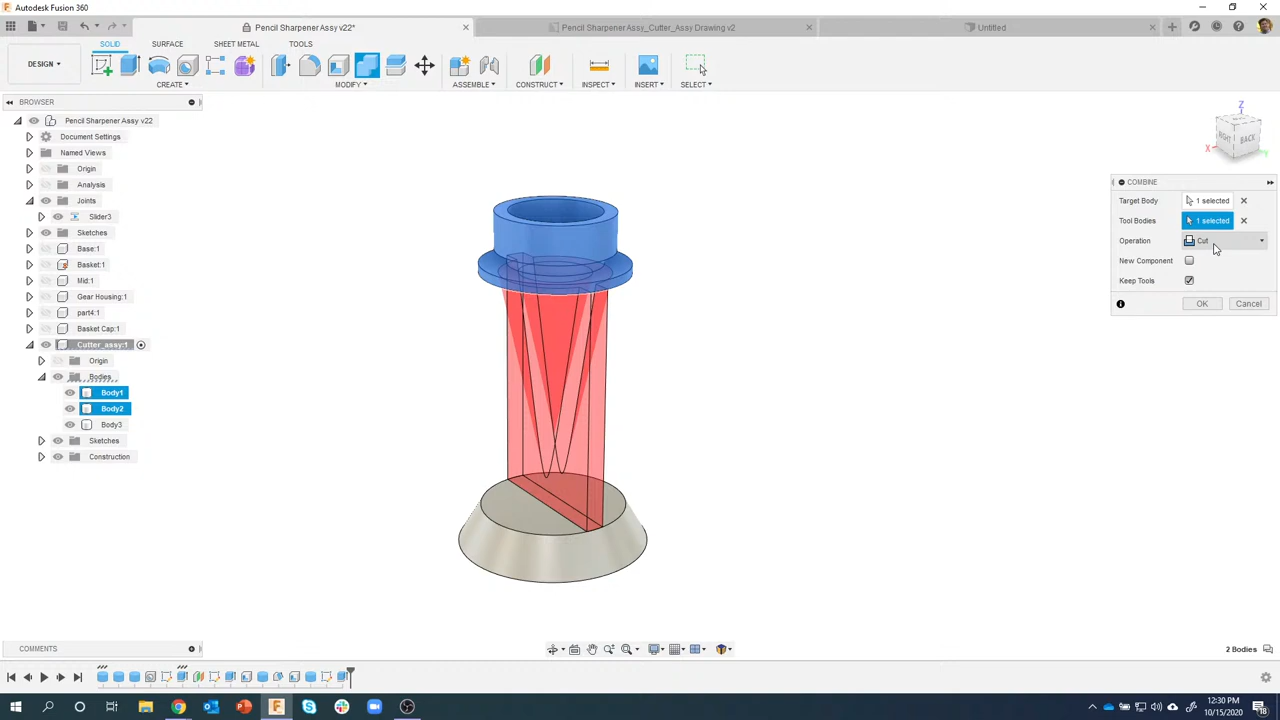 Autodesk Fusion 360
Pencil Sharpener Assy v22*
Pencil Sharpener Assy_Cutter_Assy Drawing v2
Untitled
SOLID SURFACE SHEET METAL TOOLS
DESIGN
CREATE MODIFY ASSEMBLE CONSTRUCT INSPECT INSERT SELECT
BROWSER
Pencil Sharpener Assy v22
Document Settings
Named Views
Origin
Analysis
Joints
Slider3
Sketches
Base:1
Basket:1
Mid:1
Gear Housing:1
part4:1
Basket Cap:1
Cutter_assy:1
Origin
Bodies
Body1
Body2
Body3
Sketches
Construction
Z
RIGHT BACK
X Y
COMBINE
Target Body 1 selected
Tool Bodies 1 selected
Operation Cut
New Component
Keep Tools
OK Cancel
COMMENTS
2 Bodies
12:30 PM
10/15/2020
18